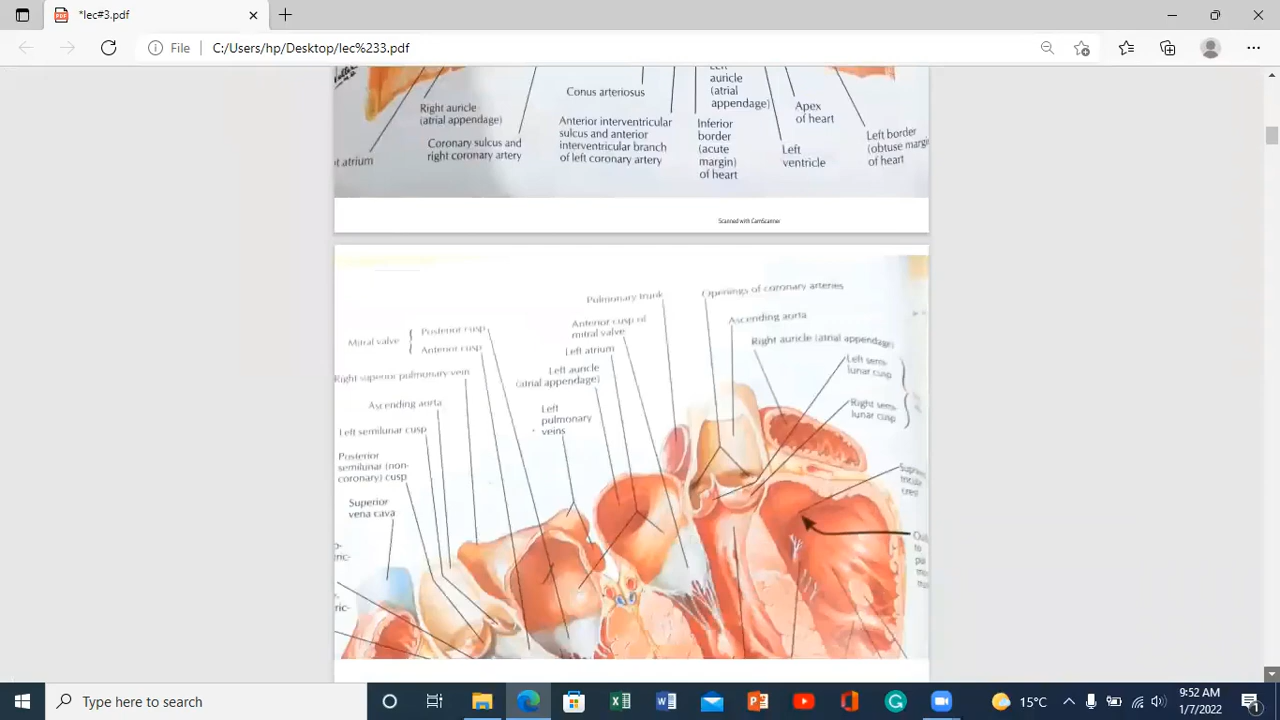 *lec#3.pdf
File
C:/Users/hp/Desktop/lec%233.pdf
Right auricle
(atrial appendage)
Coronary sulcus and
right coronary artery
atrium
Conus arteriosus
Anterior interventricular
sulcus and anterior
interventricular branch
of left coronary artery
auricle
(atrial
appendage)
Inferior
border
(acute
margin)
of heart
Apex
of heart
Left
ventricle
Left border
(obtuse margi
of heart
Scanned with CamScanner
Pulmonary trunk
Openings of coronary arteries
Mitral valve {
Posterior cusp
Anterior cusp
Anterior cusp of
mitral valve
Ascending aorta
Right auricle (atrial appendage)
Left atrium
Right superior pulmonary vein
Left auricle
(atrial appendage)
Left semi-
lunar cusp
Ascending aorta
Left
pulmonary
veins
Right semi-
lunar cusp
Left semilunar cusp
Posterior
semilunar (non-
coronary) cusp
Superior
vena cava
Type here to search
15°C
9:52 AM
1/7/2022